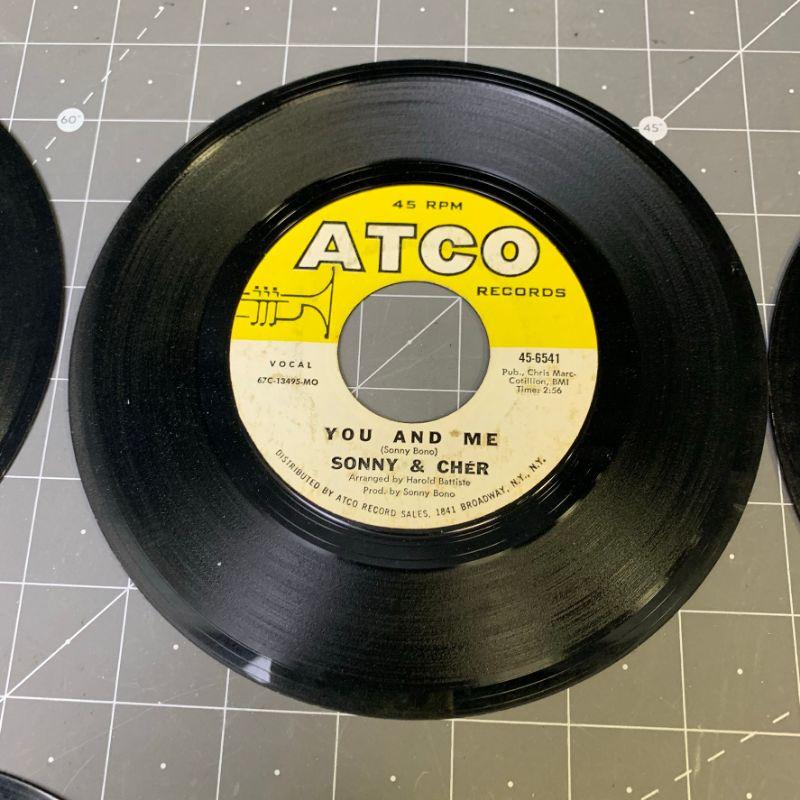 60°
45°
45 RPM
ATCO
RECORDS
VOCAL
67C-13495-MO
45-6541
Pub., Chris Marc-
Cotillion, BMI
Time: 2:56
YOU AND ME
(Sonny Bono)
SONNY & CHÉR
Arranged by Harold Battiste
Prod. by Sonny Bono
DISTRIBUTED BY ATCO RECORD SALES, 1841 BROADWAY, N.Y., N.Y.